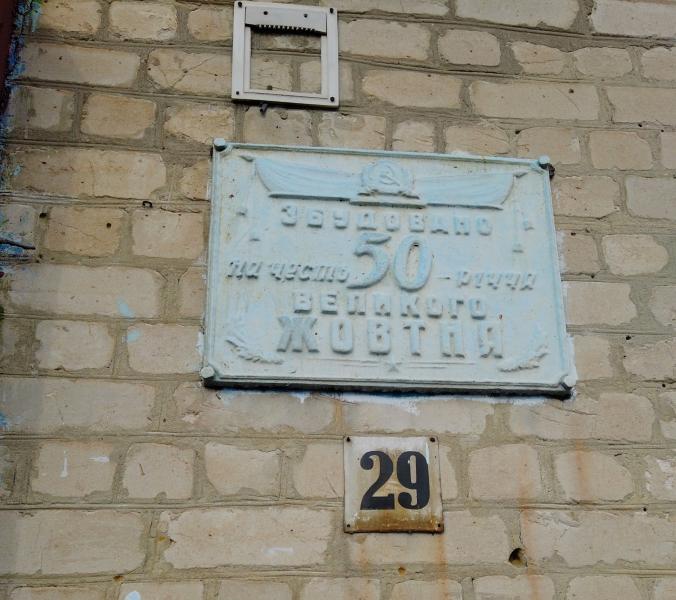 ЗБУДОВАНО
на честь 50-річчя
ВЕЛИКОГО
ЖОВТНЯ
29